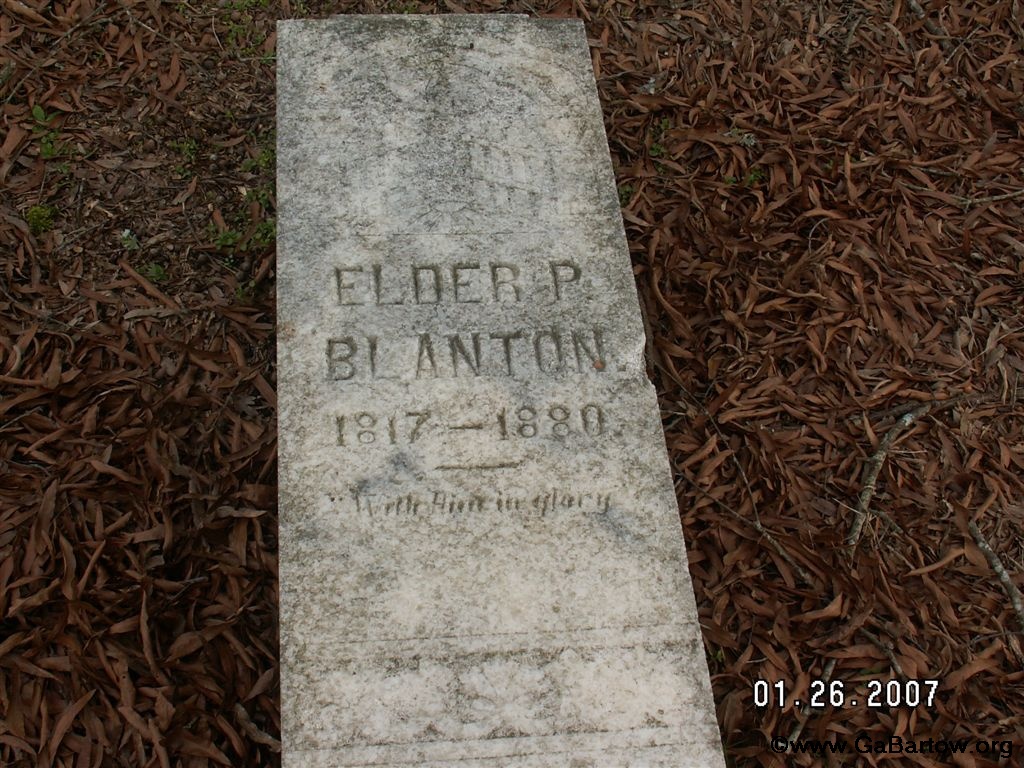 ELDER P.
BLANTON.
1817 — 1880.
"With Him in glory
01.26.2007
©www.GaBartow.org